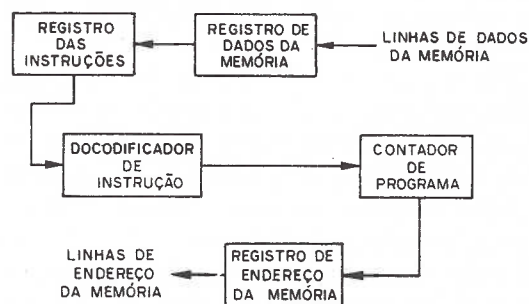 REGISTRO
DAS
INSTRUÇÕES
REGISTRO DE
DADOS DA
MEMÓRIA
LINHAS DE DADOS
DA MEMÓRIA
DOCODIFICADOR
DE
INSTRUÇÃO
CONTADOR
DE
PROGRAMA
LINHAS DE
ENDEREÇO
DA MEMÓRIA
REGISTRO DE
ENDEREÇO
DA MEMÓRIA